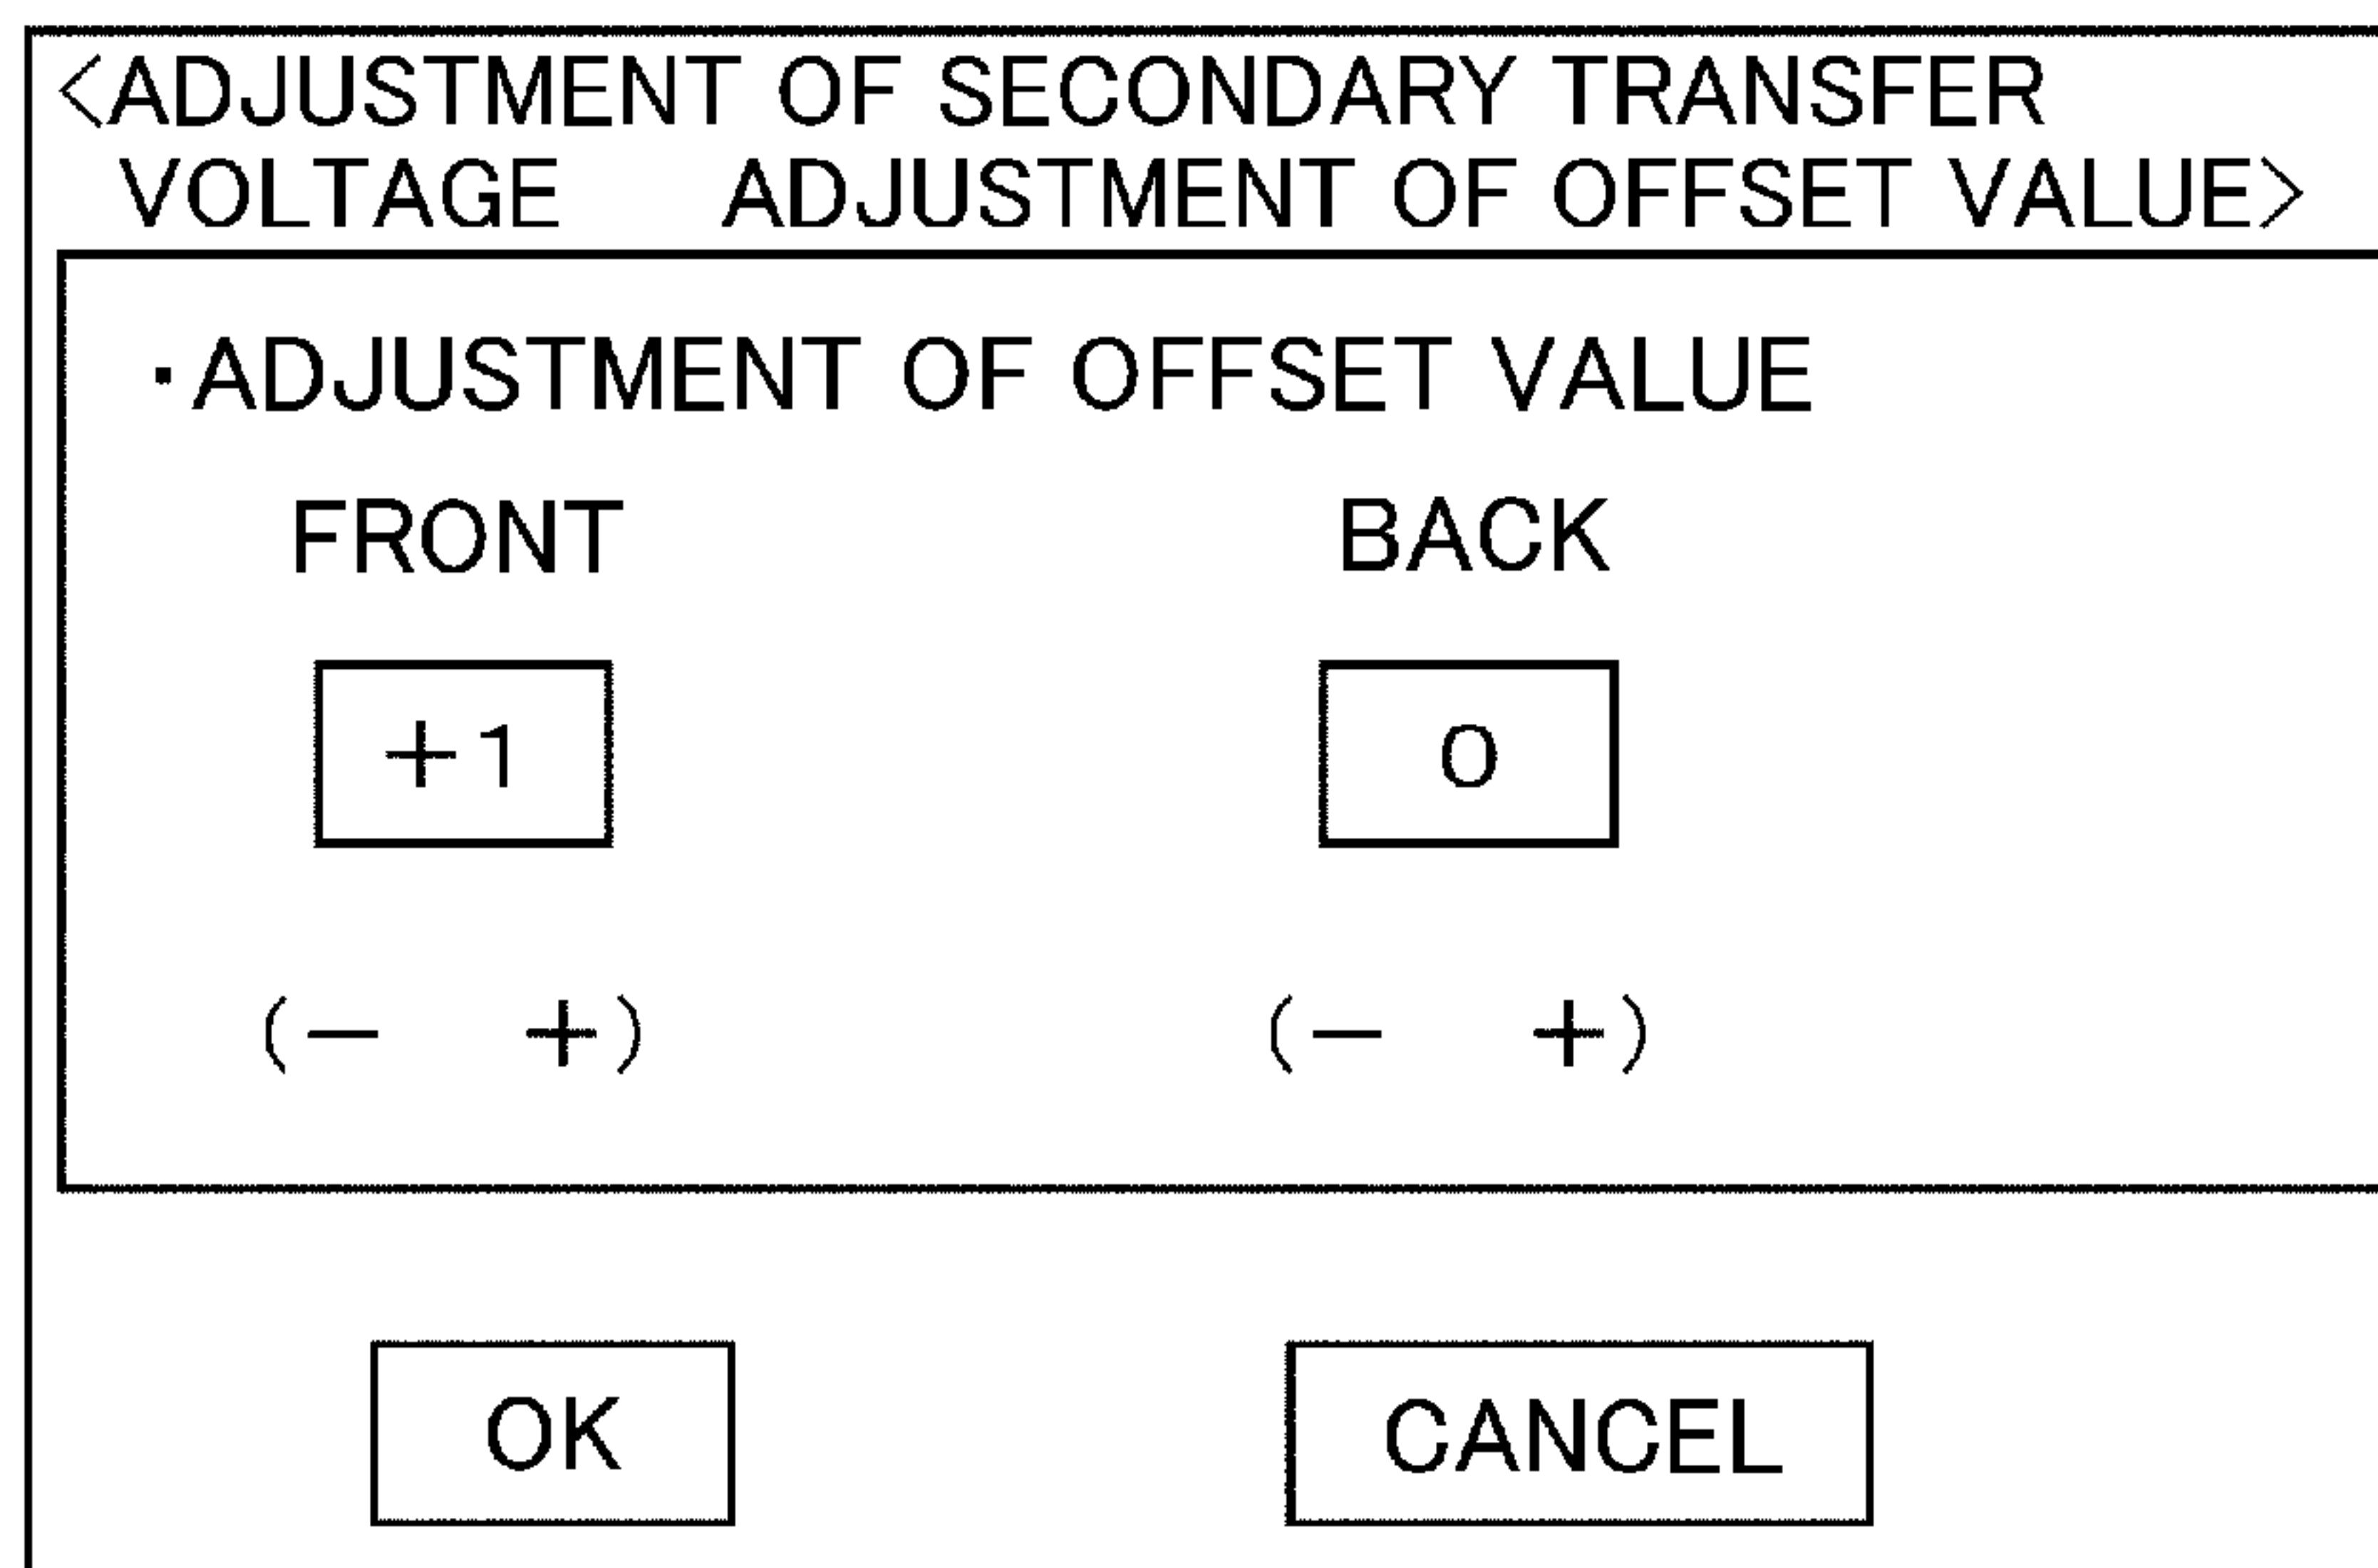 <ADJUSTMENT OF SECONDARY TRANSFER
VOLTAGE ADJUSTMENT OF OFFSET VALUE>
・ADJUSTMENT OF OFFSET VALUE
FRONT BACK
+1 0
(− +) (− +)
OK CANCEL